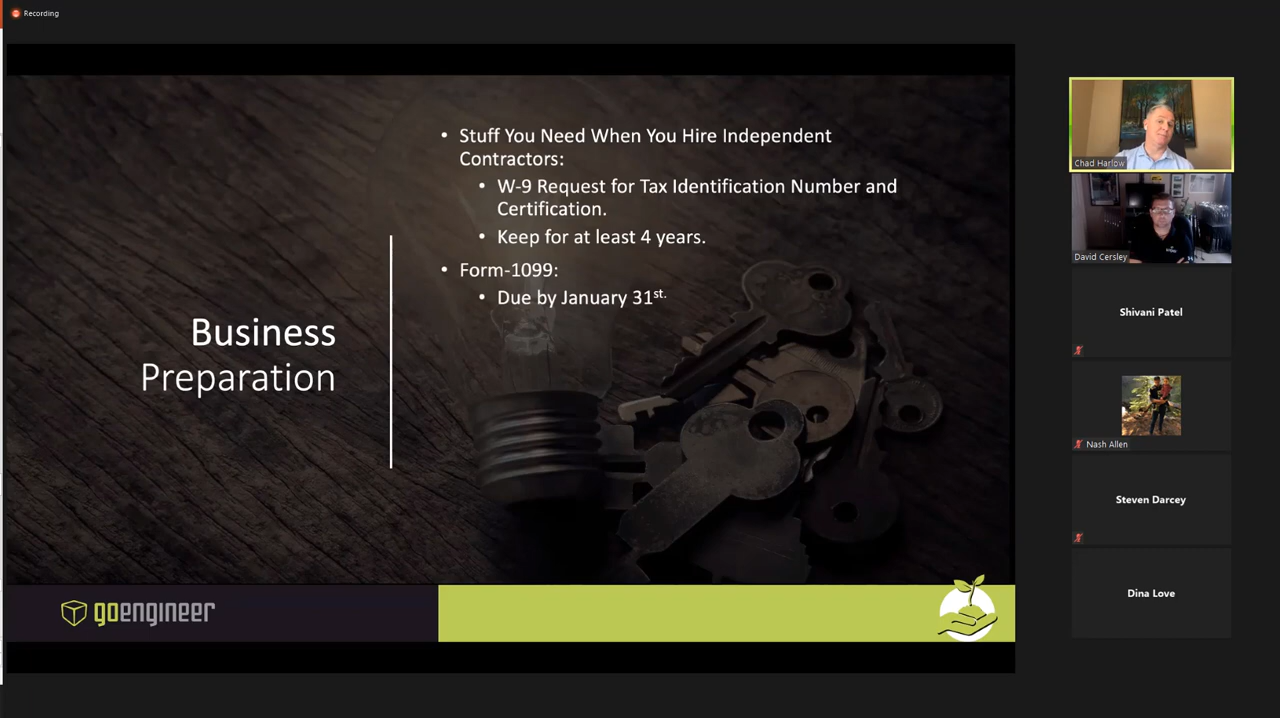 Recording
• Stuff You Need When You Hire Independent
Contractors:
• W-9 Request for Tax Identification Number and
Certification.
• Keep for at least 4 years.
• Form-1099:
• Due by January 31st.
Business
Preparation
goengineer
Chad Harlow
David Cersley
Shivani Patel
Nash Allen
Steven Darcey
Dina Love